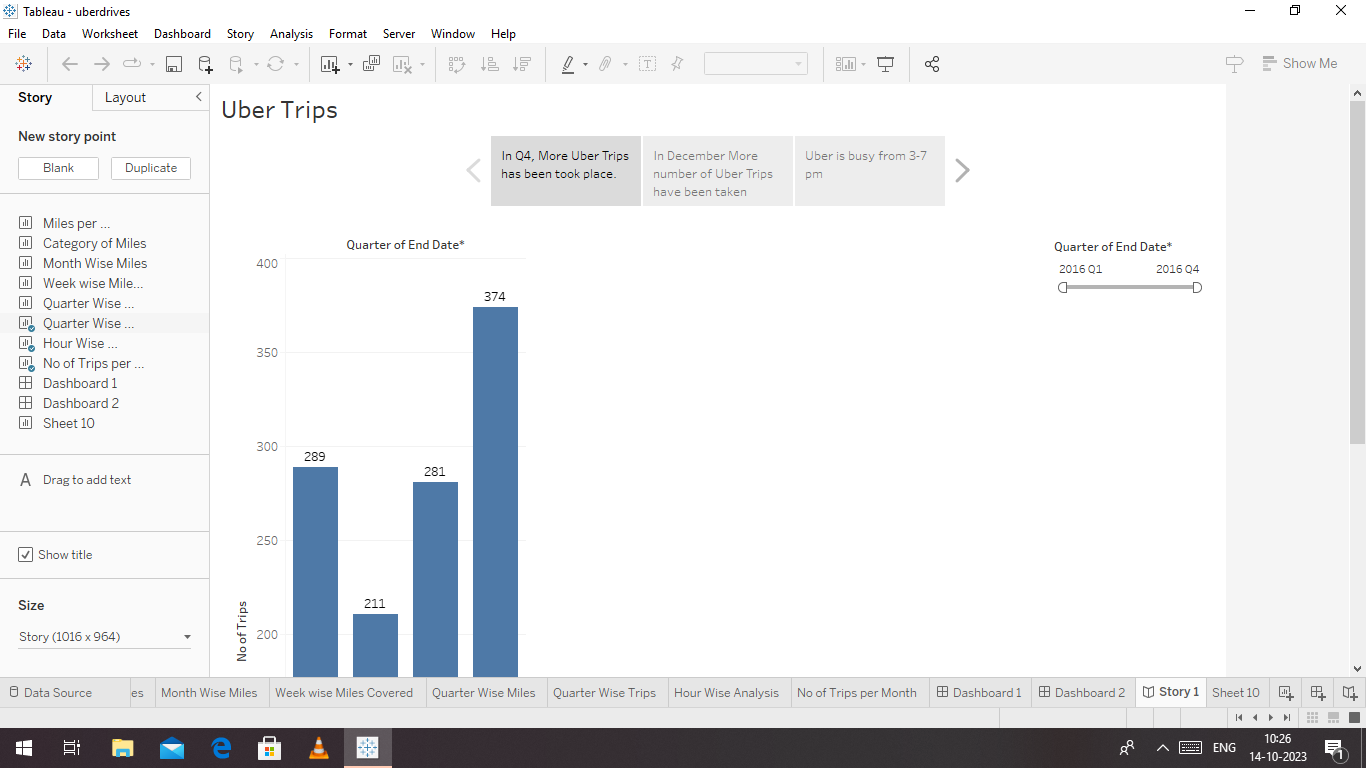 Tableau - uberdrives
File Data Worksheet Dashboard Story Analysis Format Server Window Help
Show Me
Story Layout
New story point
Blank Duplicate
Miles per ...
Category of Miles
Month Wise Miles
Week wise Mile...
Quarter Wise ...
Quarter Wise ...
Hour Wise ...
No of Trips per ...
Dashboard 1
Dashboard 2
Sheet 10
A Drag to add text
Show title
Size
Story (1016 x 964)
Uber Trips
In Q4, More Uber Trips
has been took place.
In December More
number of Uber Trips
have been taken
Uber is busy from 3-7
pm
Quarter of End Date*
400
374
350
300
289
281
250
211
200
No of Trips
Quarter of End Date*
2016 Q1 2016 Q4
Data Source es Month Wise Miles Week wise Miles Covered Quarter Wise Miles Quarter Wise Trips Hour Wise Analysis No of Trips per Month Dashboard 1 Dashboard 2 Story 1 Sheet 10
ENG
10:26
14-10-2023
1